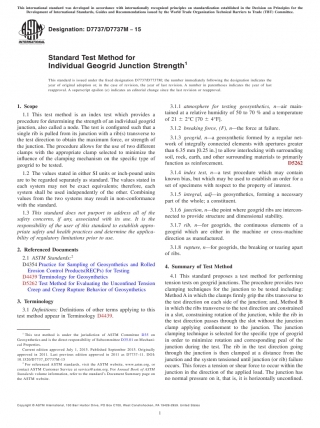 This international standard was developed in accordance with internationally recognized principles on standardization established in the Decision on Principles for the
Development of International Standards, Guides and Recommendations issued by the World Trade Organization Technical Barriers to Trade (TBT) Committee.
Designation: D7737/D7737M − 15
INTERNATIONAL
Standard Test Method for
Individual Geogrid Junction Strength1
This standard is issued under the fixed designation D7737/D7737M; the number immediately following the designation indicates the
year of original adoption or, in the case of revision, the year of last revision. A number in parentheses indicates the year of last
reapproval. A superscript epsilon (ε) indicates an editorial change since the last revision or reapproval.
1. Scope
1.1 This test method is an index test which provides a
procedure for determining the strength of an individual geogrid
junction, also called a node. The test is configured such that a
single rib is pulled from its junction with a rib(s) transverse to
the test direction to obtain the maximum force, or strength of
the junction. The procedure allows for the use of two different
clamps with the appropriate clamp selected to minimize the
influence of the clamping mechanism on the specific type of
geogrid to be tested.
1.2 The values stated in either SI units or inch-pound units
are to be regarded separately as standard. The values stated in
each system may not be exact equivalents; therefore, each
system shall be used independently of the other. Combining
values from the two systems may result in non-conformance
with the standard.
1.3 This standard does not purport to address all of the
safety concerns, if any, associated with its use. It is the
responsibility of the user of this standard to establish appro-
priate safety and health practices and determine the applica-
bility of regulatory limitations prior to use.
2. Referenced Documents
2.1 ASTM Standards:2
D4354 Practice for Sampling of Geosynthetics and Rolled
Erosion Control Products(RECPs) for Testing
D4439 Terminology for Geosynthetics
D5262 Test Method for Evaluating the Unconfined Tension
Creep and Creep Rupture Behavior of Geosynthetics
3. Terminology
3.1 Definitions: Definitions of other terms applying to this
test method appear in Terminology D4439.
1 This test method is under the jurisdiction of ASTM Committee D35 on
Geosynthetics and is the direct responsibility of Subcommittee D35.01 on Mechani-
cal Properties.
Current edition approved July 1, 2015. Published September 2015. Originally
approved in 2011. Last previous edition approved in 2011 as D7737–11. DOI:
10.1520/D7737_D7737M-15.
2 For referenced ASTM standards, visit the ASTM website, www.astm.org, or
contact ASTM Customer Service at service@astm.org. For Annual Book of ASTM
Standards volume information, refer to the standard's Document Summary page on
the ASTM website.
3.1.1 atmosphere for testing geosynthetics, n—air main-
tained at a relative humidity of 50 to 70 % and a temperature
of 21 ± 2°C [70 ± 4°F].
3.1.2 breaking force, (F), n—the force at failure.
3.1.3 geogrid, n—a geosynthetic formed by a regular net-
work of integrally connected elements with apertures greater
than 6.35 mm [0.25 in.] to allow interlocking with surrounding
soil, rock, earth, and other surrounding materials to primarily
function as reinforcement. D5262
3.1.4 index test, n—a test procedure which may contain
known bias, but which may be used to establish an order for a
set of specimens with respect to the property of interest.
3.1.5 integral, adj—in geosynthetics, forming a necessary
part of the whole; a constituent.
3.1.6 junction, n—the point where geogrid ribs are intercon-
nected to provide structure and dimensional stability.
3.1.7 rib, n—for geogrids, the continuous elements of a
geogrid which are either in the machine or cross-machine
direction as manufactured.
3.1.8 rupture, n—for geogrids, the breaking or tearing apart
of ribs.
4. Summary of Test Method
4.1 This standard proposes a test method for performing
tension tests on geogrid junctions. The procedure provides two
clamping techniques for the junction to be tested including:
Method A in which the clamps firmly grip the ribs transverse to
the test direction on each side of the junction; and, Method B
in which the rib transverse to the test direction are constrained
in a slot, constraining rotation of the junction, while the rib in
the test direction passes through the slot without the junction
clamp applying confinement to the junction. The junction
clamping technique is selected for the specific type of geogrid
in order to minimize rotation and corresponding peal of the
junction during the test. The rib in the test direction going
through the junction is then clamped at a distance from the
junction and the system tensioned until junction (or rib) failure
occurs. This forces a tension or shear force to occur within the
junction in the direction of the applied load. The junction has
no normal pressure on it, that is, it is horizontally unconfined.
Copyright © ASTM International, 100 Barr Harbor Drive, PO Box C700, West Conshohocken, PA 19428-2959. United States
1